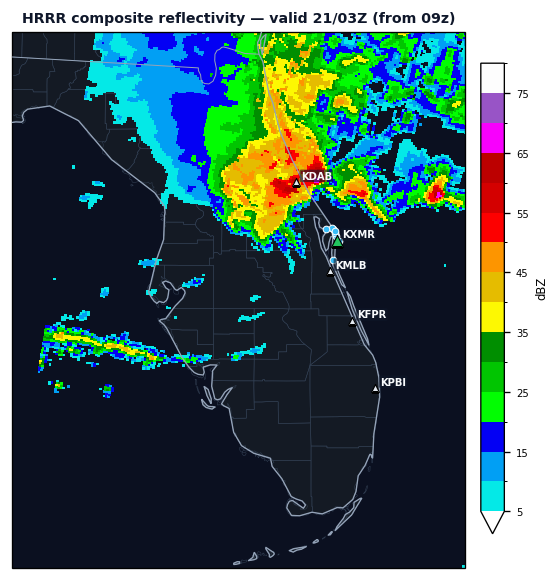 HRRR composite reflectivity — valid 21/03Z (from 09z)
75
65
55
45
35
25
15
5
dBZ
KDAB
KXMR
KMLB
KFPR
KPBI